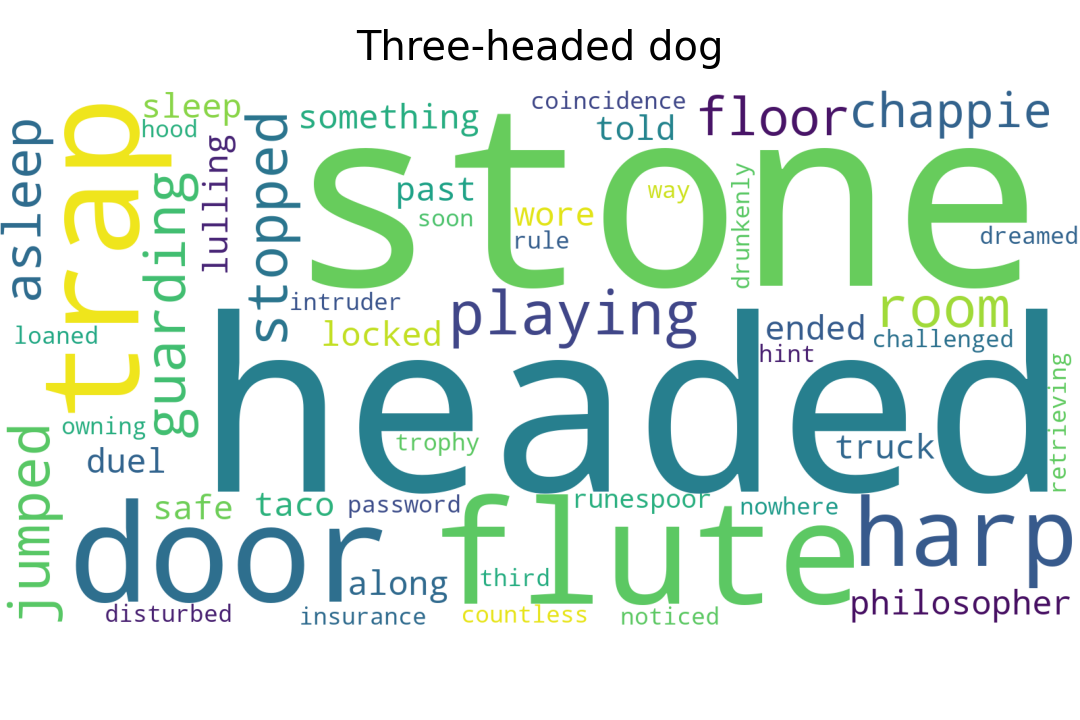 Three-headed dog
sleep
coincidence
something
told
floor
chappie
hood
stopped
trap
asleep
lulling
guarding
stone
past
way
drunkenly
soon
wore
rule
dreamed
intruder
playing
room
loaned
locked
ended
challenged
hint
headed
retrieving
owning
jumped
trophy
truck
duel
door
safe
taco
password
flute
runespoor
nowhere
harp
along
third
philosopher
disturbed
insurance
countless
noticed